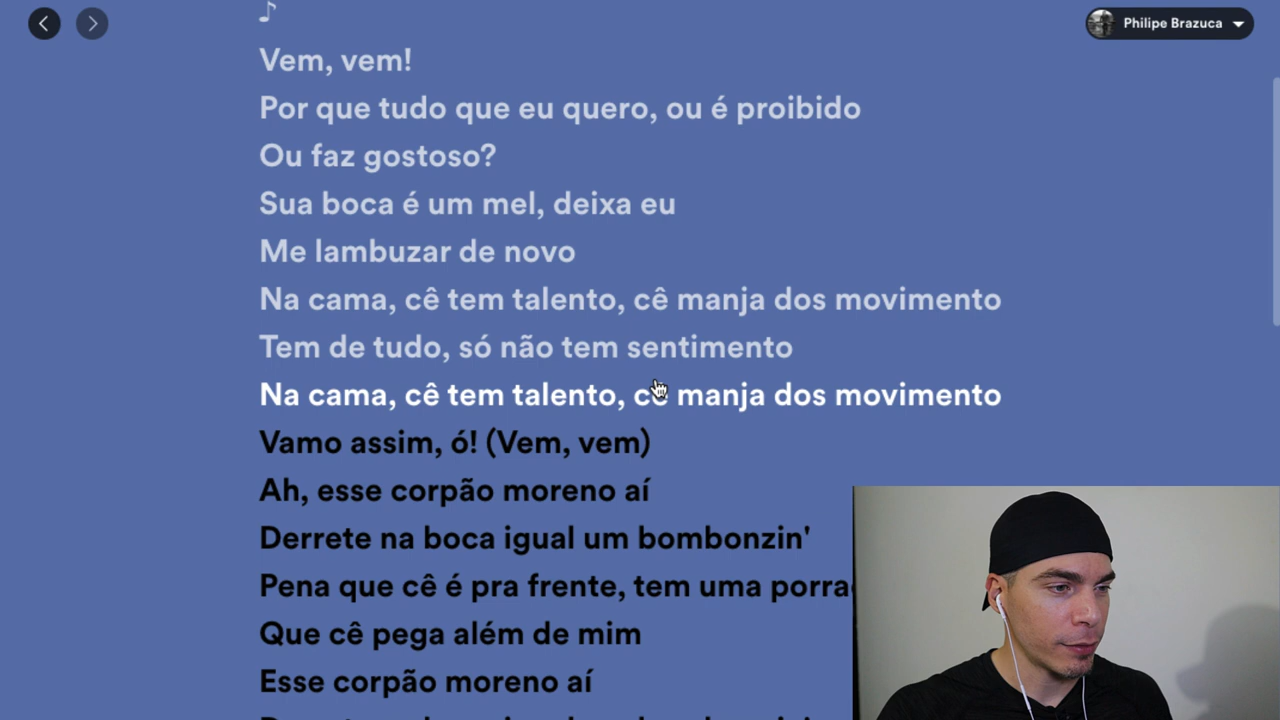 Philipe Brazuca
Vem, vem!
Por que tudo que eu quero, ou é proibido
Ou faz gostoso?
Sua boca é um mel, deixa eu
Me lambuzar de novo
Na cama, cê tem talento, cê manja dos movimento
Tem de tudo, só não tem sentimento
Na cama, cê tem talento, cê manja dos movimento
Vamo assim, ó! (Vem, vem)
Ah, esse corpão moreno aí
Derrete na boca igual um bombonzin'
Pena que cê é pra frente, tem uma
Que cê pega além de mim
Esse corpão moreno aí